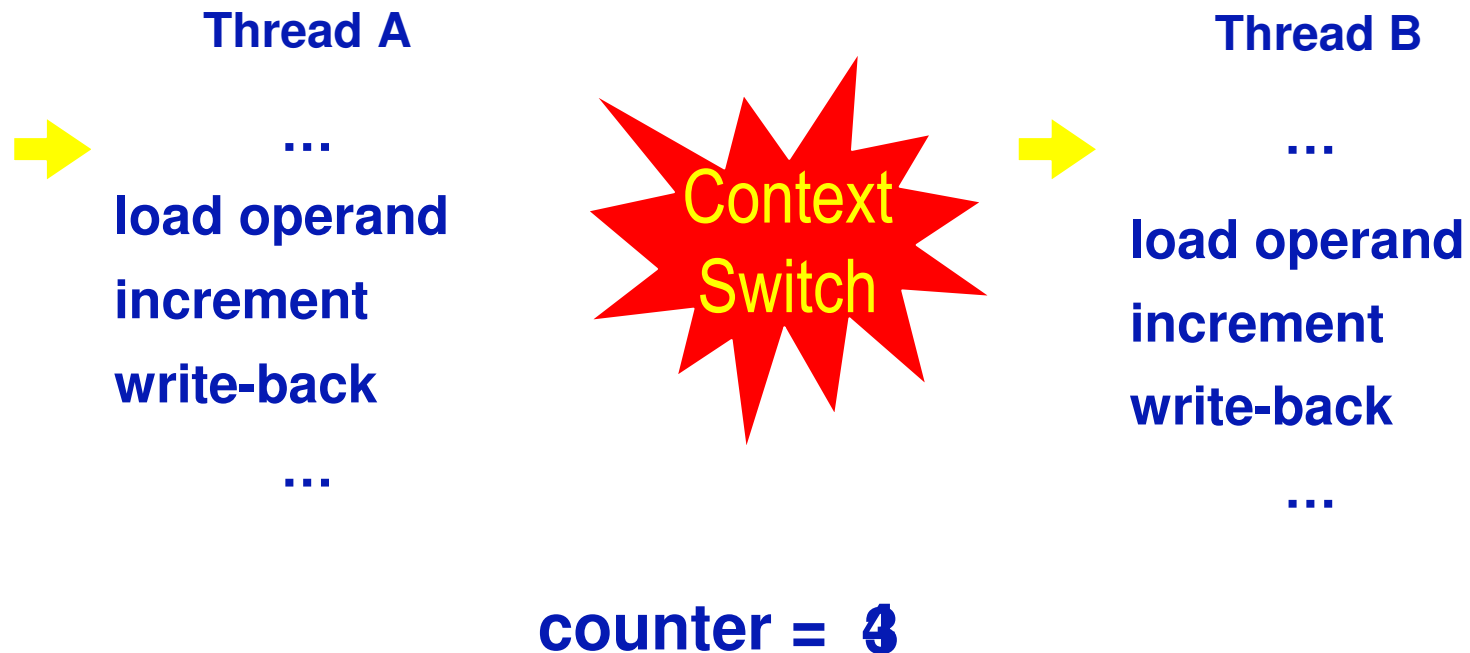 Thread A
...
load operand
increment
write-back
...
Context
Switch
Thread B
...
load operand
increment
write-back
...
counter =